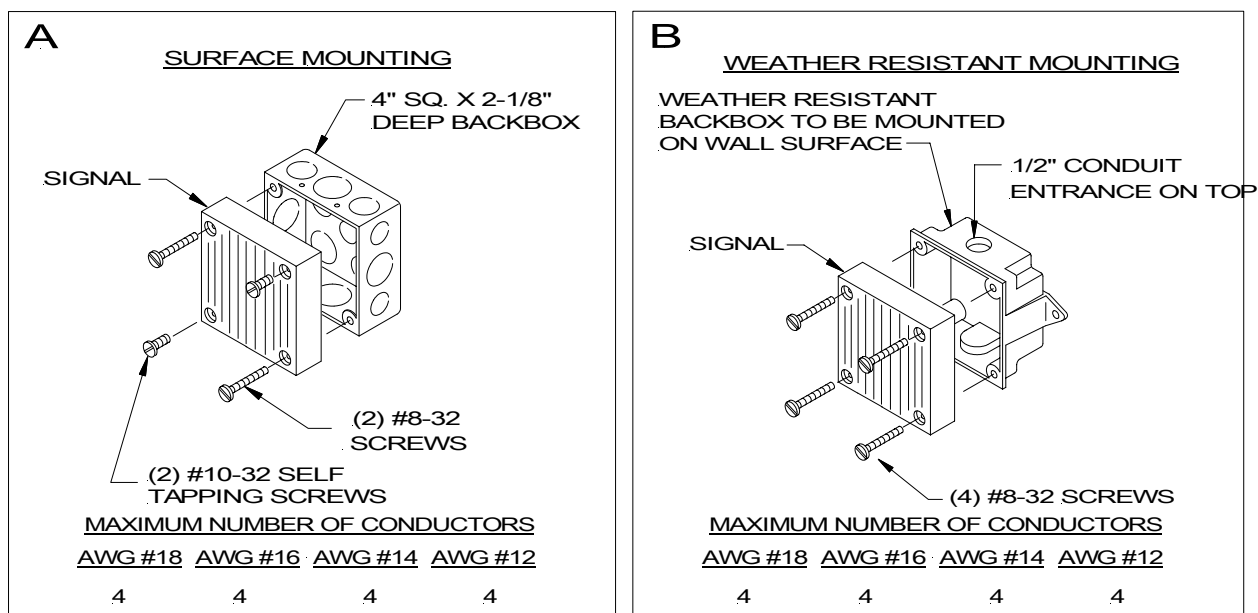 A
SURFACE MOUNTING
4" SQ. X 2-1/8"
DEEP BACKBOX
SIGNAL
(2) #8-32
SCREWS
(2) #10-32 SELF
TAPPING SCREWS
MAXIMUM NUMBER OF CONDUCTORS
AWG #18 AWG #16 AWG #14 AWG #12
4 4 4 4
B
WEATHER RESISTANT MOUNTING
WEATHER RESISTANT
BACKBOX TO BE MOUNTED
ON WALL SURFACE
1/2" CONDUIT
ENTRANCE ON TOP
SIGNAL
(4) #8-32 SCREWS
MAXIMUM NUMBER OF CONDUCTORS
AWG #18 AWG #16 AWG #14 AWG #12
4 4 4 4